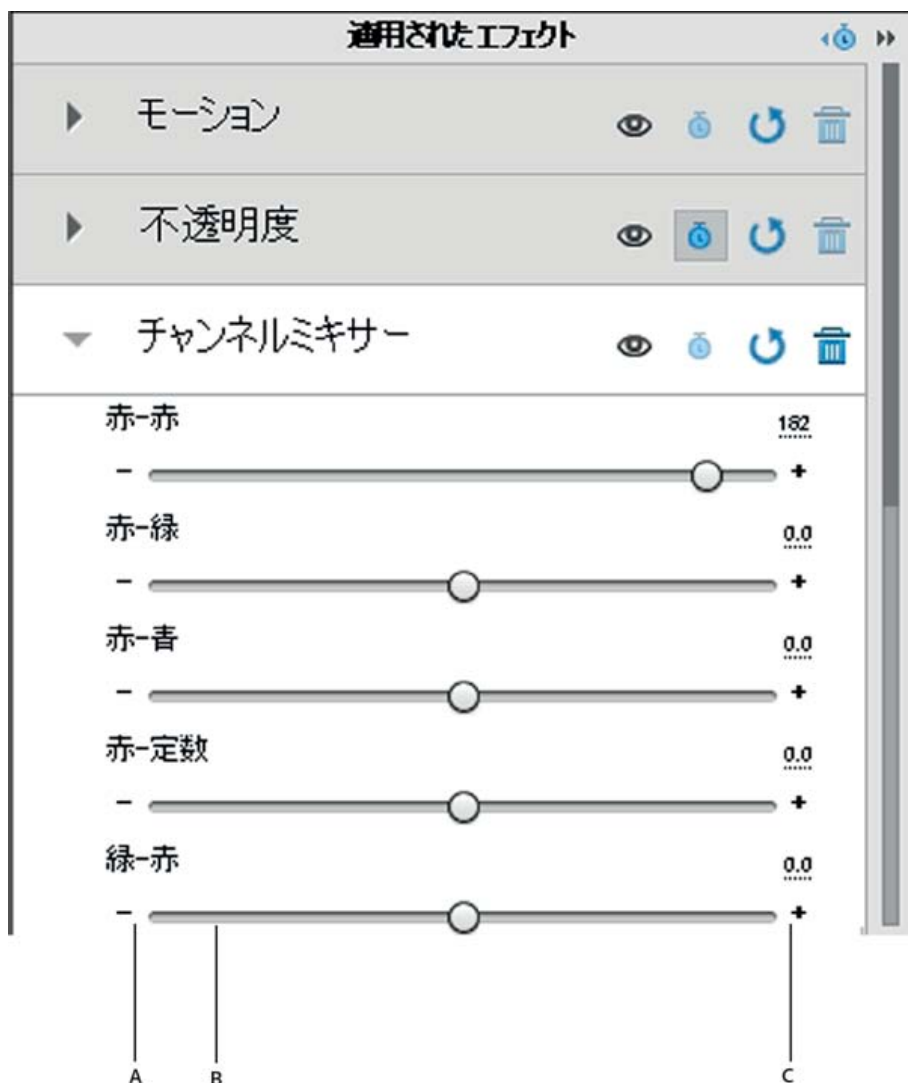 適用されたエフェクト
モーション
不透明度
チャンネルミキサー
赤-赤 182
- +
赤-緑 0.0
- +
赤-青 0.0
- +
赤-定数 0.0
- +
緑-赤 0.0
- +
A B C